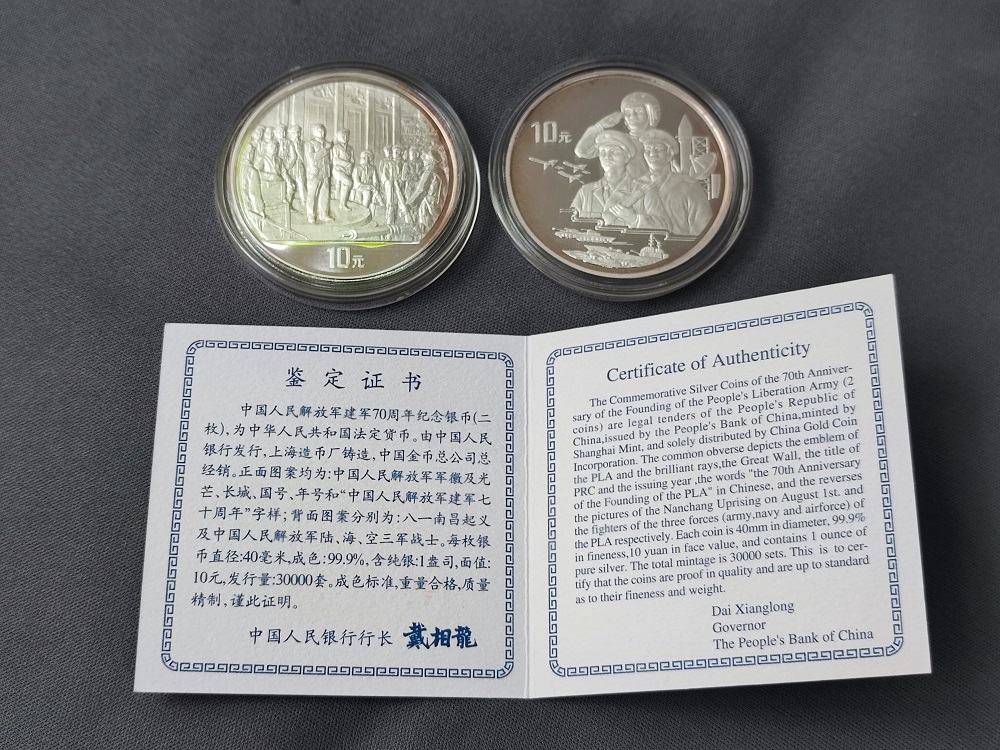 10元
10元
鉴定证书
中国人民解放军建军70周年纪念银币(二
枚),为中华人民共和国法定货币。由中国人民
银行发行,上海造币厂铸造,中国金币总公司总
经销。正面图案均为:中国人民解放军军徽及光
芒、长城、国号、年号和“中国人民解放军建军七
十周年”字样;背面图案分别为:八一南昌起义
及中国人民解放军陆、海、空三军战士。每枚银
币直径:40毫米,成色:99.9%,含纯银:1盎司,面值:
10元,发行量:30000套。成色标准,重量合格,质量
精制,谨此证明。
中国人民银行行长 戴相龍
Certificate of Authenticity
The Commemorative Silver Coins of the 70th Anniver-
sary of the Founding of the People's Liberation Army (2
coins) are legal tenders of the People's Republic of
China,issued by the People's Bank of China,minted by
Shanghai Mint, and solely distributed by China Gold Coin
Incorporation. The common obverse depicts the emblem of
the PLA and the brilliant rays,the Great Wall, the title of
PRC and the issuing year ,the words "the 70th Anniversary
of the Founding of the PLA" in Chinese, and the reverses
the pictures of the Nanchang Uprising on August 1st. and
the fighters of the three forces (army,navy and airforce) of
the PLA respectively. Each coin is 40mm in diameter, 99.9%
in fineness,10 yuan in face value, and contains 1 ounce of
pure silver. The total mintage is 30000 sets. This is to cer-
tify that the coins are proof in quality and are up to standard
as to their fineness and weight.
Dai Xianglong
Governor
The People's Bank of China